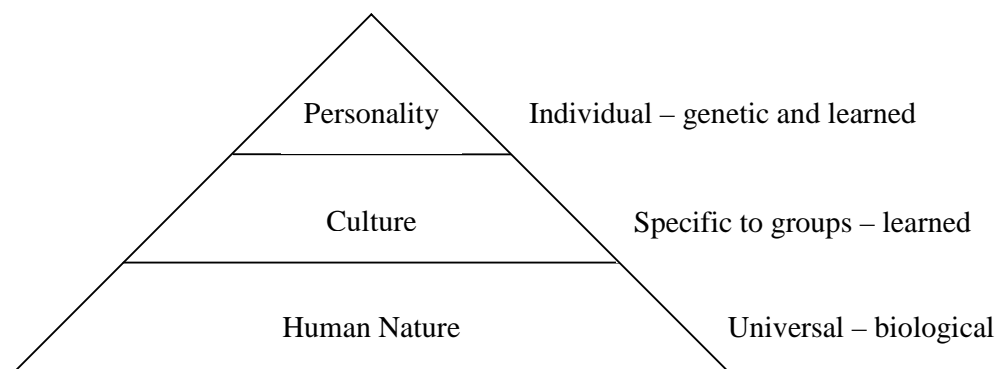 Personality Individual – genetic and learned
Culture Specific to groups – learned
Human Nature Universal – biological